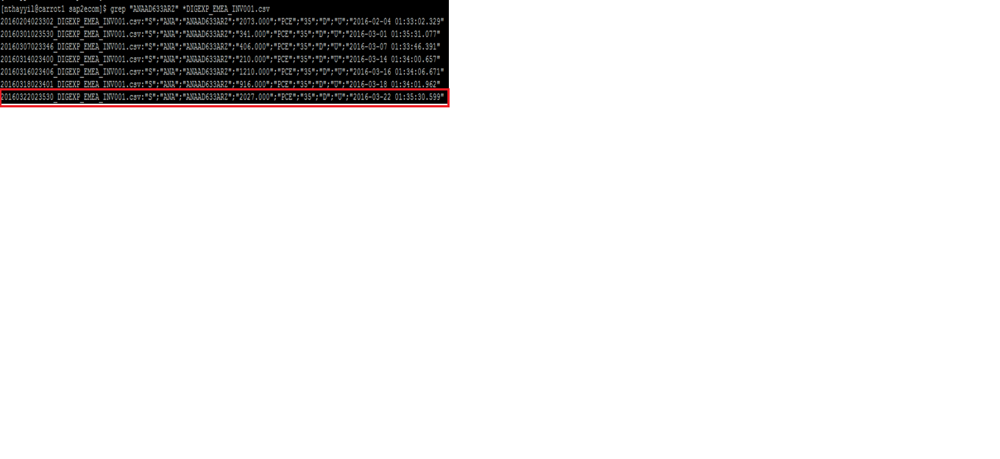 [nthayyil@carrot1 sap2ecom]$ grep "ANAAD633ARZ" *DIGEXP_EMEA_INV001.csv
20160204023302_DIGEXP_EMEA_INV001.csv:"S";"ANA";"ANAAD633ARZ";"2073.000";"PCE";"35";"D";"U";"2016-02-04 01:33:02.329"
20160301023530_DIGEXP_EMEA_INV001.csv:"S";"ANA";"ANAAD633ARZ";"341.000";"PCE";"35";"D";"U";"2016-03-01 01:35:31.077"
20160307023346_DIGEXP_EMEA_INV001.csv:"S";"ANA";"ANAAD633ARZ";"406.000";"PCE";"35";"D";"U";"2016-03-07 01:33:46.391"
20160314023400_DIGEXP_EMEA_INV001.csv:"S";"ANA";"ANAAD633ARZ";"210.000";"PCE";"35";"D";"U";"2016-03-14 01:34:00.657"
20160316023406_DIGEXP_EMEA_INV001.csv:"S";"ANA";"ANAAD633ARZ";"1210.000";"PCE";"35";"D";"U";"2016-03-16 01:34:06.671"
20160318023401_DIGEXP_EMEA_INV001.csv:"S";"ANA";"ANAAD633ARZ";"916.000";"PCE";"35";"D";"U";"2016-03-18 01:34:01.962"
20160322023530_DIGEXP_EMEA_INV001.csv:"S";"ANA";"ANAAD633ARZ";"2027.000";"PCE";"35";"D";"U";"2016-03-22 01:35:30.599"